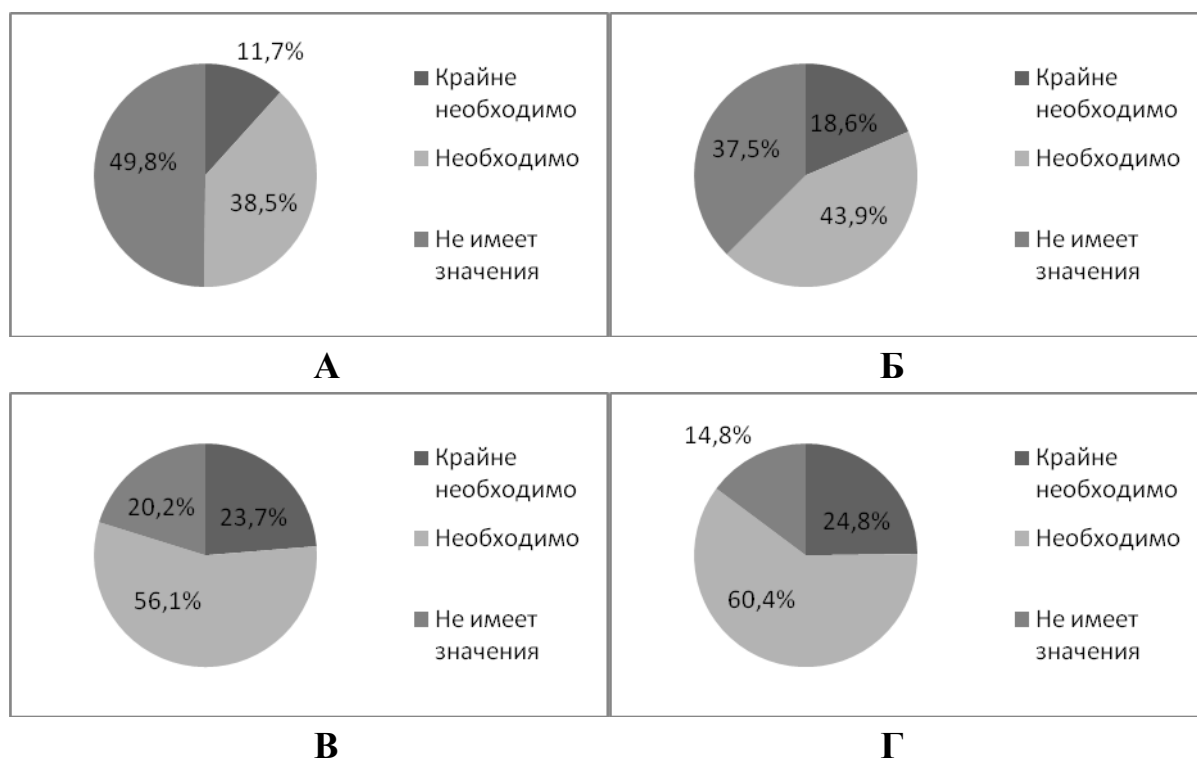 11,7%
49,8%
38,5%
Крайне
необходимо
Необходимо
Не имеет
значения
18,6%
37,5%
43,9%
Крайне
необходимо
Необходимо
Не имеет
значения
А
Б
20,2%
23,7%
56,1%
Крайне
необходимо
Необходимо
Не имеет
значения
14,8%
24,8%
60,4%
Крайне
необходимо
Необходимо
Не имеет
значения
В
Г